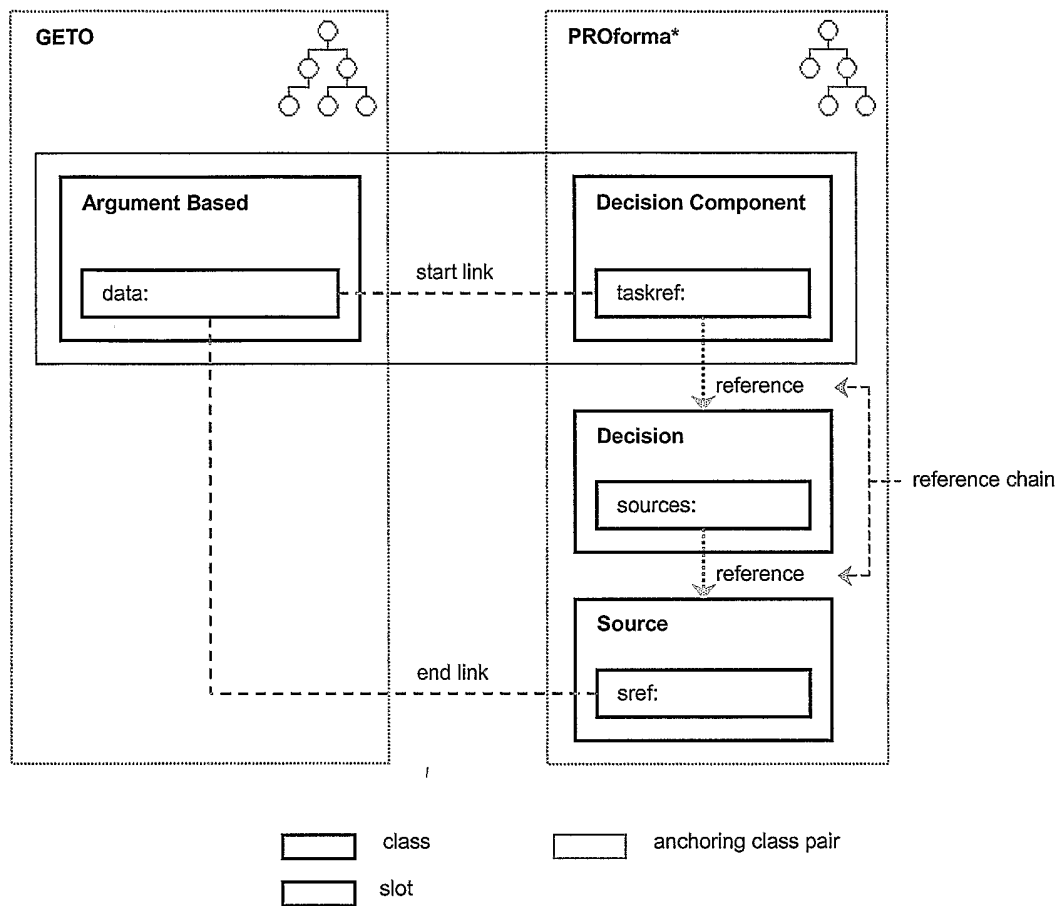 GETO
PROforma*
Argument Based
Decision Component
data:
start link
taskref:
reference
Decision
reference chain
sources:
reference
Source
end link
sref:
class
anchoring class pair
slot